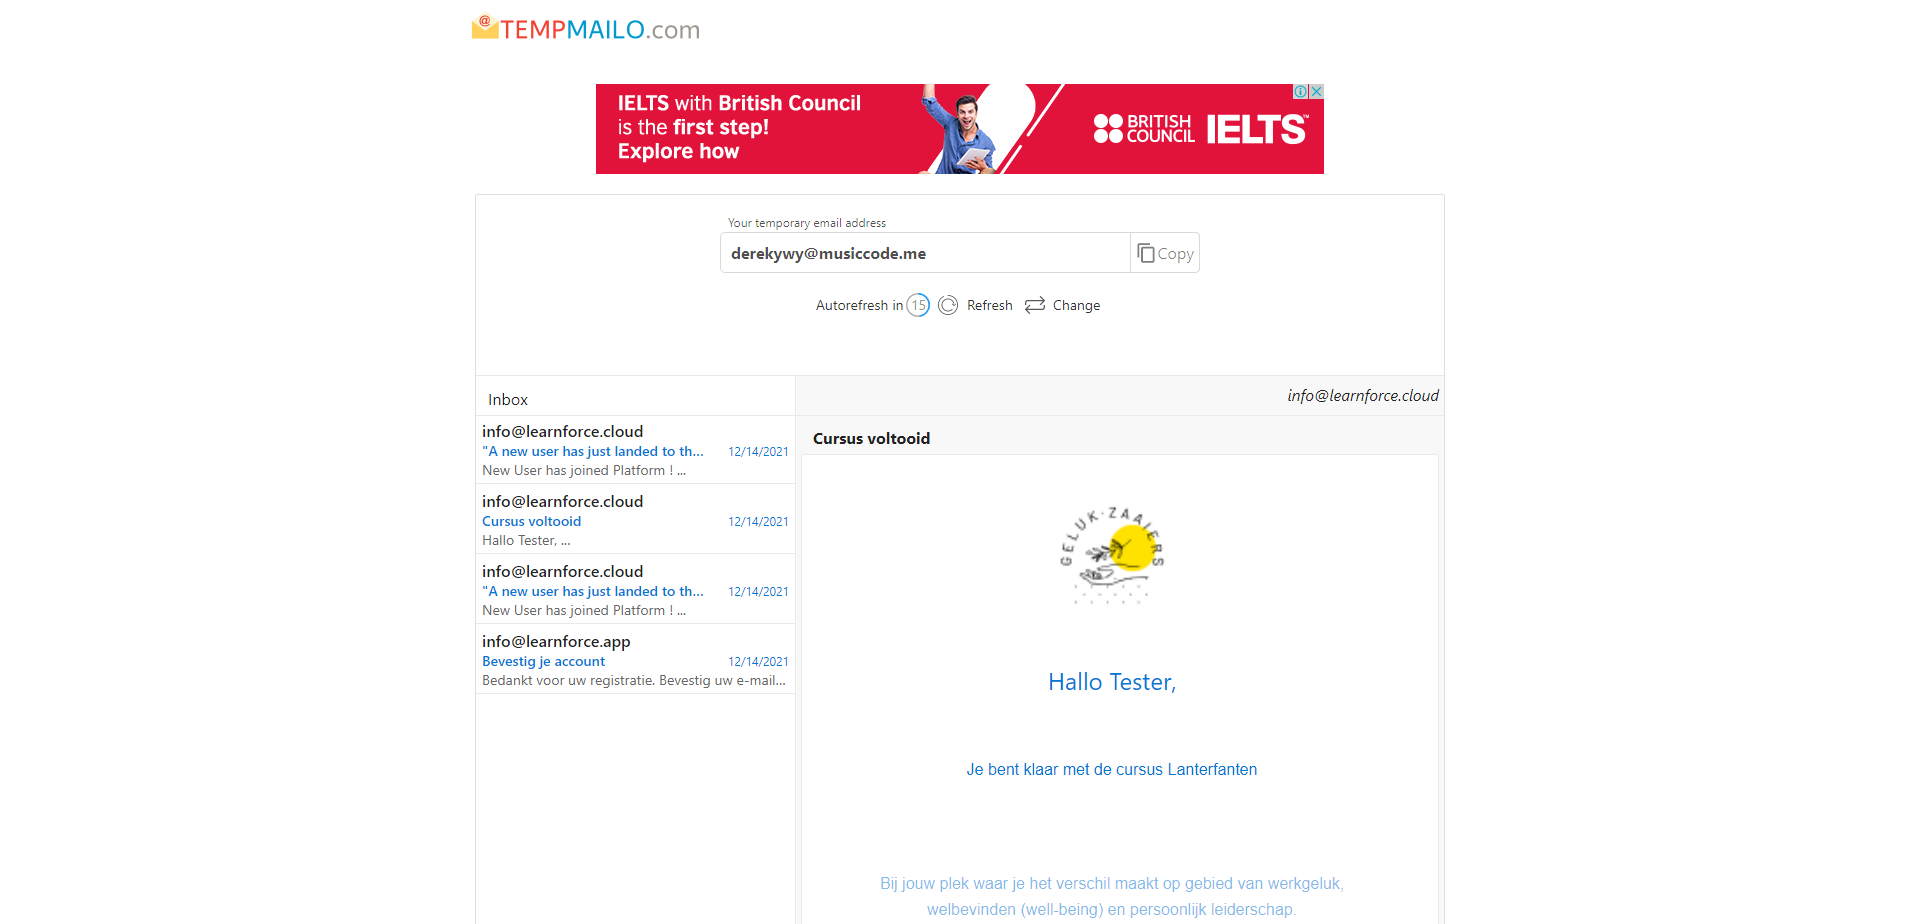 TEMPMAILO.com
IELTS with British Council
is the first step!
Explore how
BRITISH
COUNCIL
IELTS™
Your temporary email address
derekywy@musiccode.me
Copy
Autorefresh in 15 Refresh Change
Inbox
info@learnforce.cloud
"A new user has just landed to th... 12/14/2021
New User has joined Platform ! ...
info@learnforce.cloud
Cursus voltooid 12/14/2021
Hallo Tester, ...
info@learnforce.cloud
"A new user has just landed to th... 12/14/2021
New User has joined Platform ! ...
info@learnforce.app
Bevestig je account 12/14/2021
Bedankt voor uw registratie. Bevestig uw e-mail...
info@learnforce.cloud
Cursus voltooid
GELUK·ZAAIERS
Hallo Tester,
Je bent klaar met de cursus Lanterfanten
Bij jouw plek waar je het verschil maakt op gebied van werkgeluk,
welbevinden (well-being) en persoonlijk leiderschap.